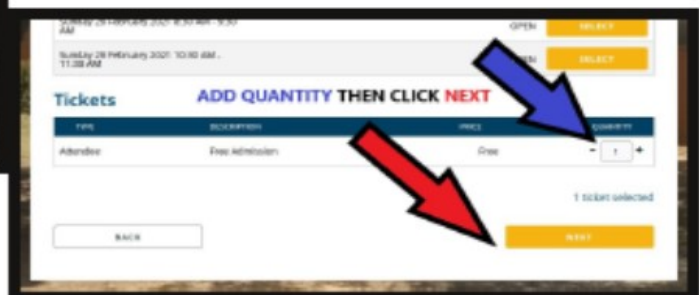 Sunday 28 February 2021 8:30 AM - 9:30
AM
OPEN
SELECT
Sunday 28 February 2021 10:30 AM -
11:30 AM
SELECT
Tickets
ADD QUANTITY THEN CLICK NEXT
TYPE DESCRIPTION PRICE QUANTITY
Attendee Free Admission Free - 1 +
1 ticket selected
BACK NEXT